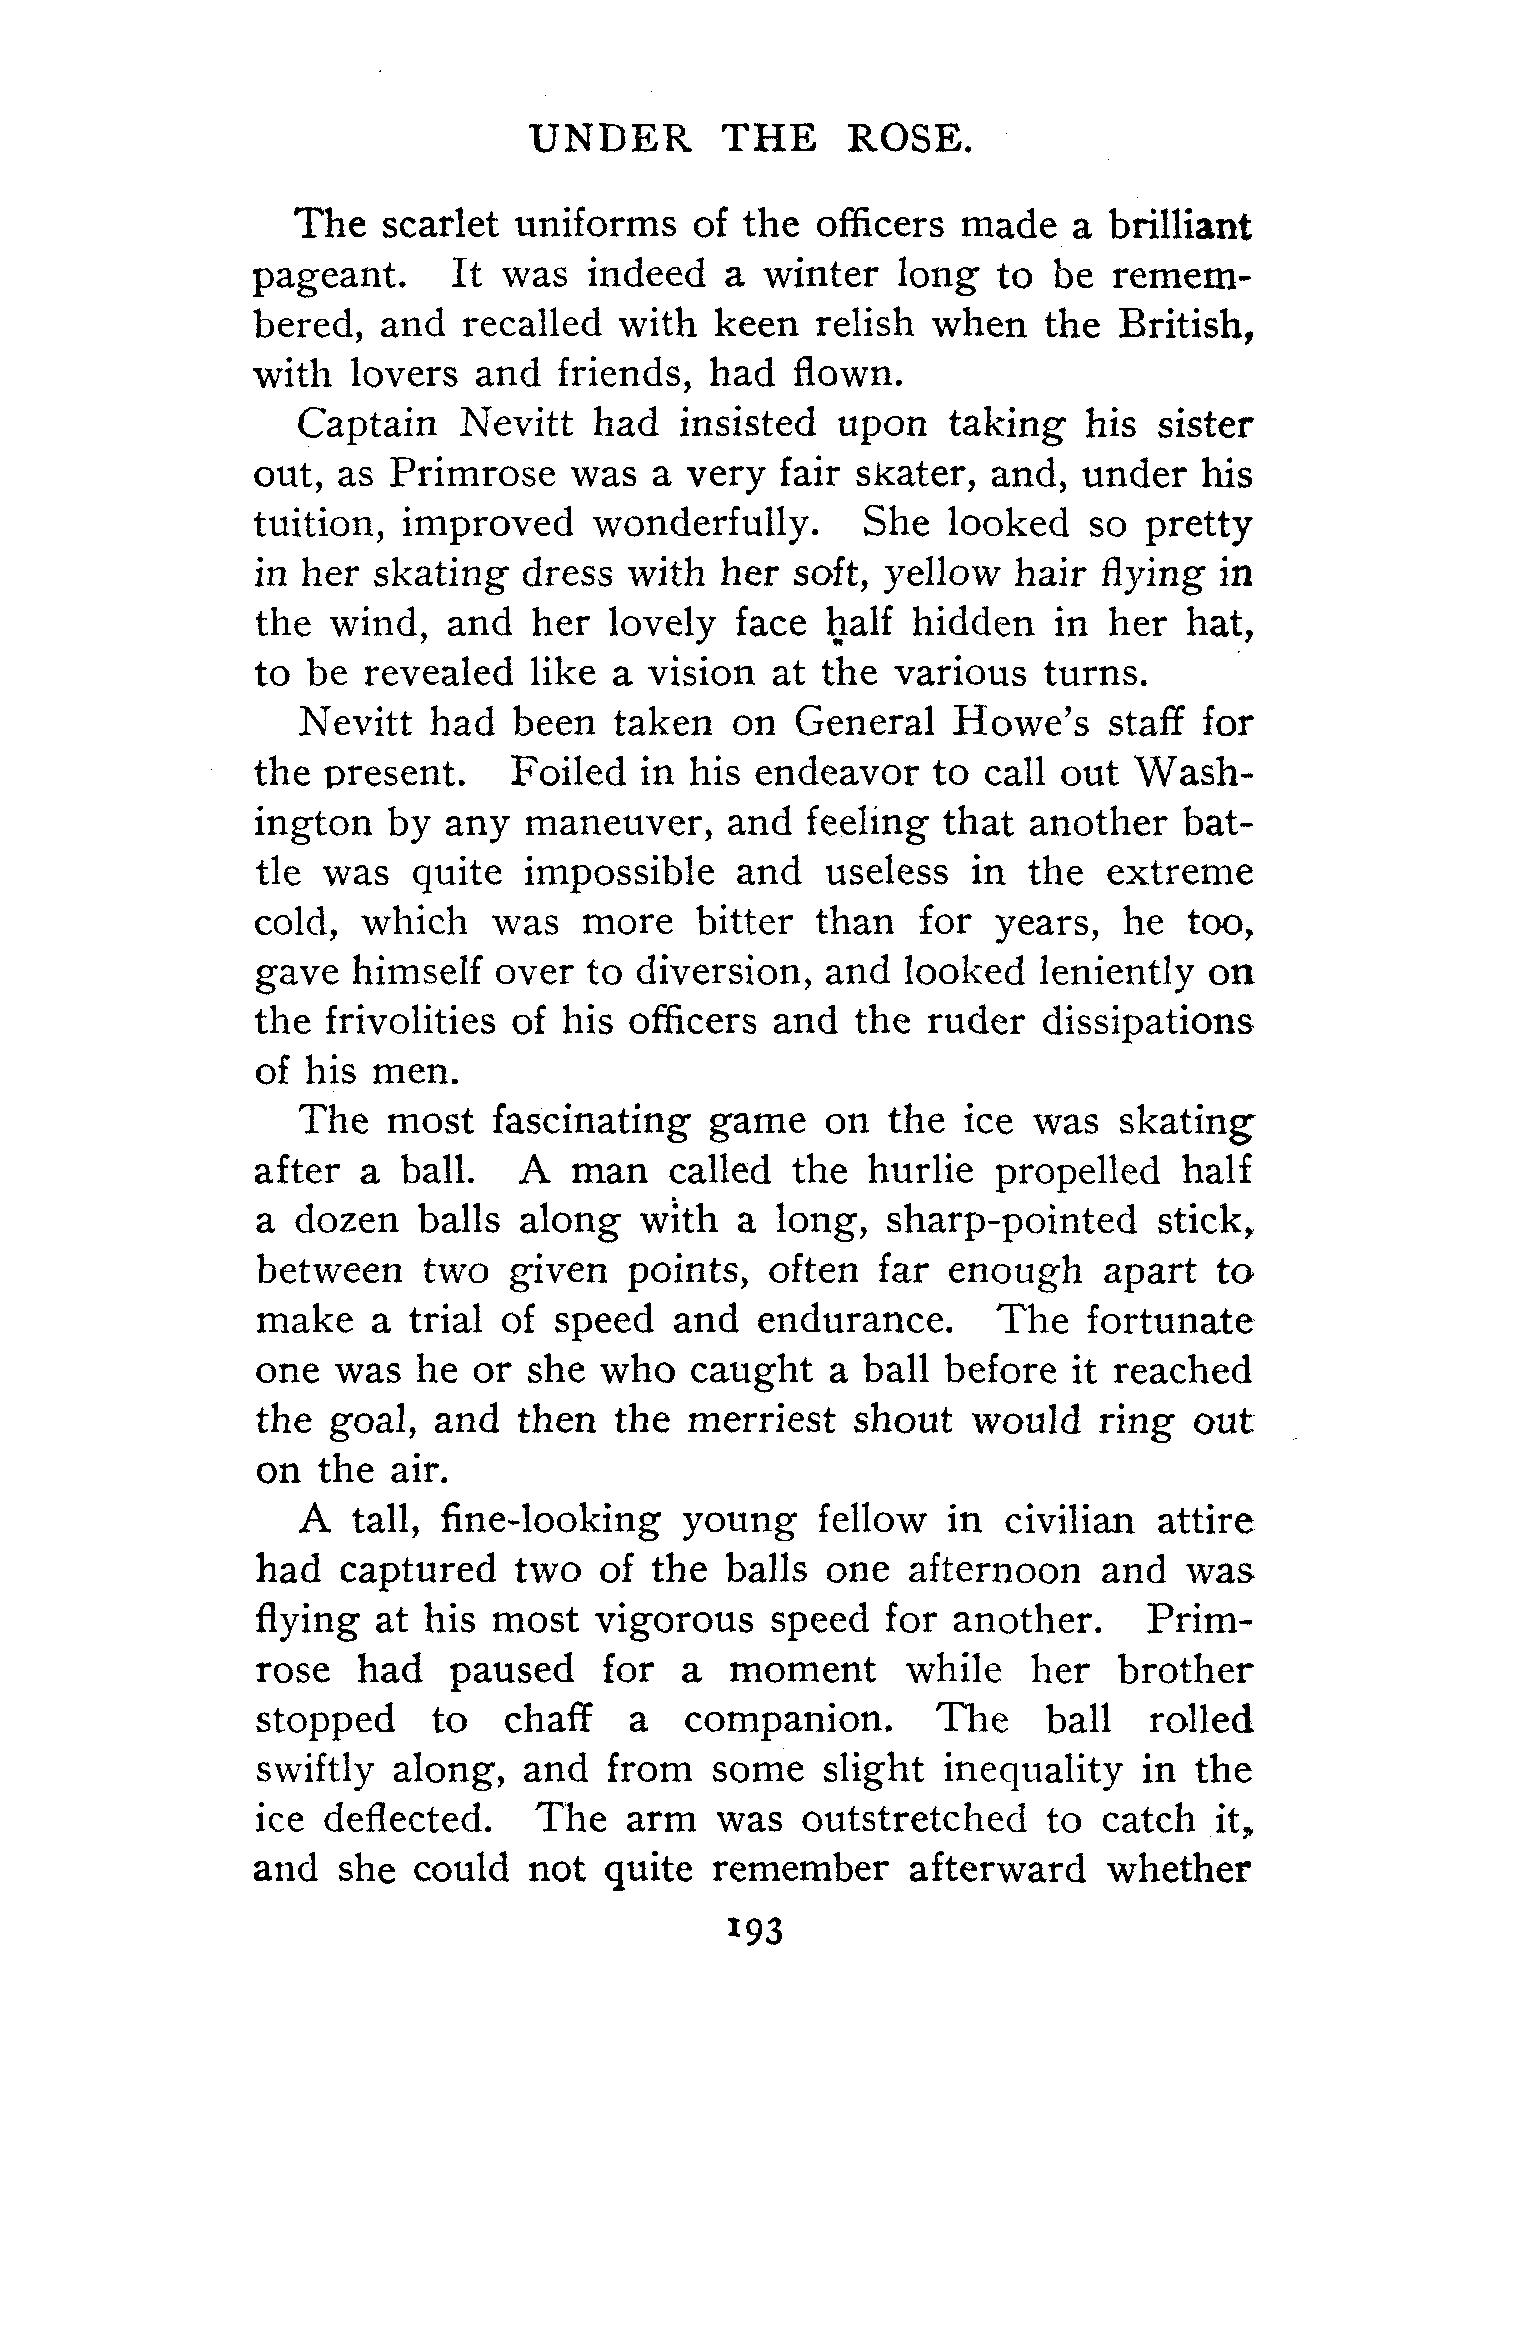 UNDER THE ROSE.
The scarlet uniforms of the officers made a brilliant
pageant. It was indeed a winter long to be remem-
bered, and recalled with keen relish when the British,
with lovers and friends, had flown.
Captain Nevitt had insisted upon taking his sister
out, as Primrose was a very fair skater, and, under his
tuition, improved wonderfully. She looked so pretty
in her skating dress with her soft, yellow hair flying in
the wind, and her lovely face half hidden in her hat,
to be revealed like a vision at the various turns.
Nevitt had been taken on General Howe's staff for
the present. Foiled in his endeavor to call out Wash-
ington by any maneuver, and feeling that another bat-
tle was quite impossible and useless in the extreme
cold, which was more bitter than for years, he too,
gave himself over to diversion, and looked leniently on
the frivolities of his officers and the ruder dissipations
of his men.
The most fascinating game on the ice was skating
after a ball. A man called the hurlie propelled half
a dozen balls along with a long, sharp-pointed stick,
between two given points, often far enough apart to
make a trial of speed and endurance. The fortunate
one was he or she who caught a ball before it reached
the goal, and then the merriest shout would ring out
on the air.
A tall, fine-looking young fellow in civilian attire
had captured two of the balls one afternoon and was
flying at his most vigorous speed for another. Prim-
rose had paused for a moment while her brother
stopped to chaff a companion. The ball rolled
swiftly along, and from some slight inequality in the
ice deflected. The arm was outstretched to catch it,
and she could not quite remember afterward whether
193